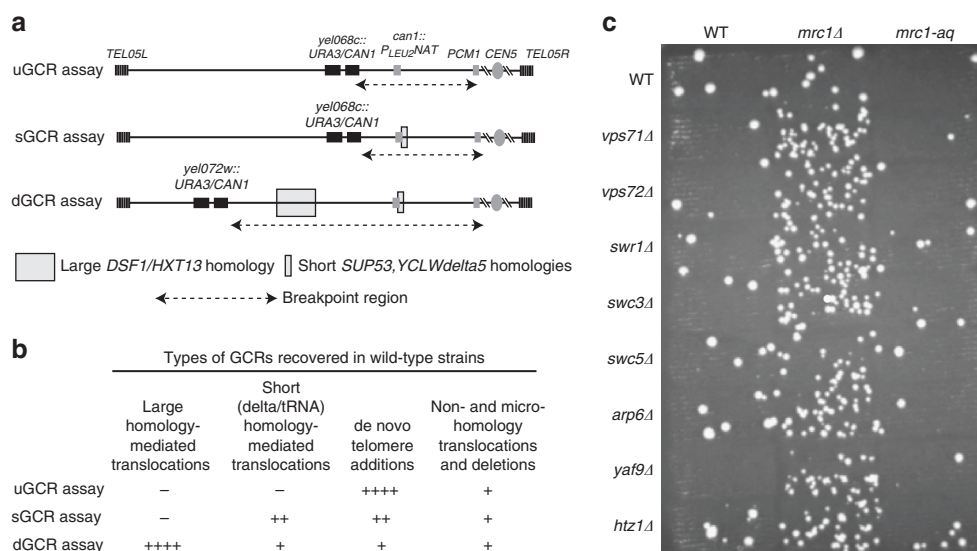 a
can1::
yel068c::
TEL05L URA3/CAN1 PLEU2NAT PCM1 CEN5 TEL05R
uGCR assay
yel068c::
URA3/CAN1
sGCR assay
yel072w::
URA3/CAN1
dGCR assay
Large DSF1/HXT13 homology
Short SUP53,YCLWdelta5 homologies
Breakpoint region
b
Types of GCRs recovered in wild-type strains
Large
homology-
mediated
translocations
Short
(delta/tRNA)
homology-
mediated
translocations
de novo
telomere
additions
Non- and micro-
homology
translocations
and deletions
uGCR assay – – ++++ +
sGCR assay – ++ ++ +
dGCR assay ++++ + + +
c
WT mrc1Δ mrc1-aq
WT
vps71Δ
vps72Δ
swr1Δ
swc3Δ
swc5Δ
arp6Δ
yaf9Δ
htz1Δ